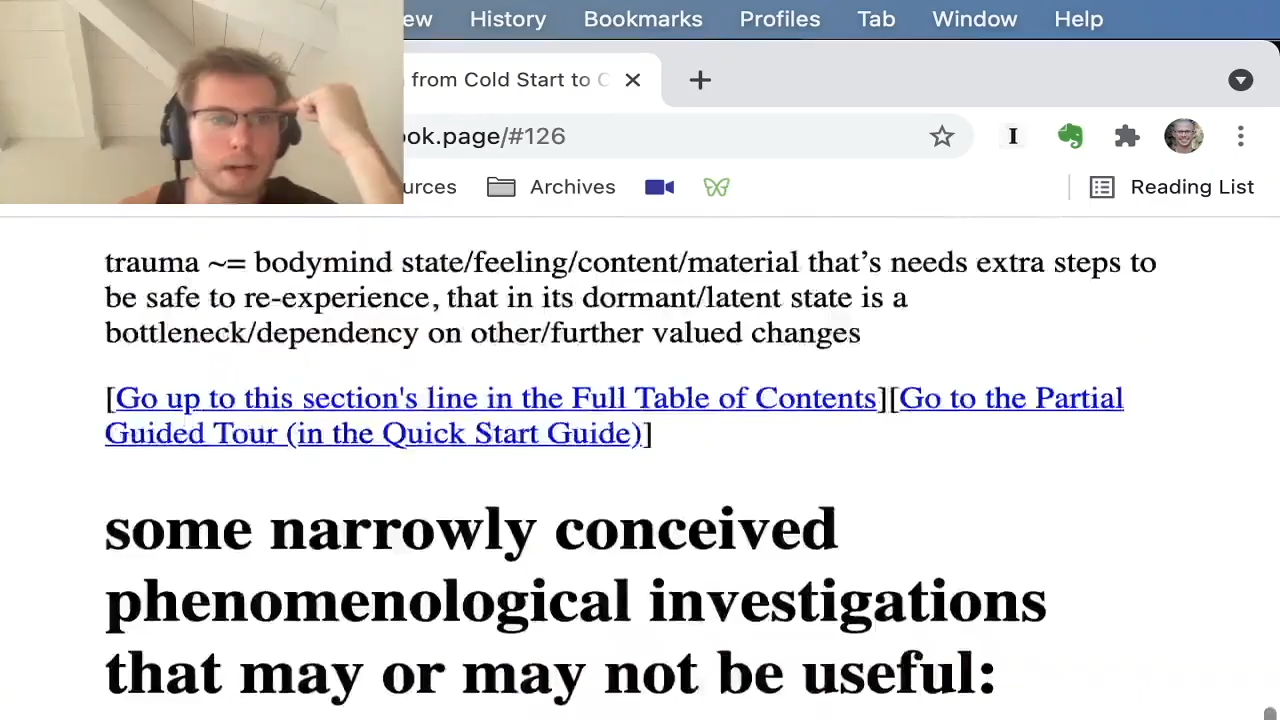 ew History Bookmarks Profiles Tab Window Help
from Cold Start to C
ook.page/#126
urces Archives Reading List
trauma ~= bodymind state/feeling/content/material that’s needs extra steps to
be safe to re-experience, that in its dormant/latent state is a
bottleneck/dependency on other/further valued changes
[Go up to this section's line in the Full Table of Contents][Go to the Partial
Guided Tour (in the Quick Start Guide)]
some narrowly conceived
phenomenological investigations
that may or may not be useful: